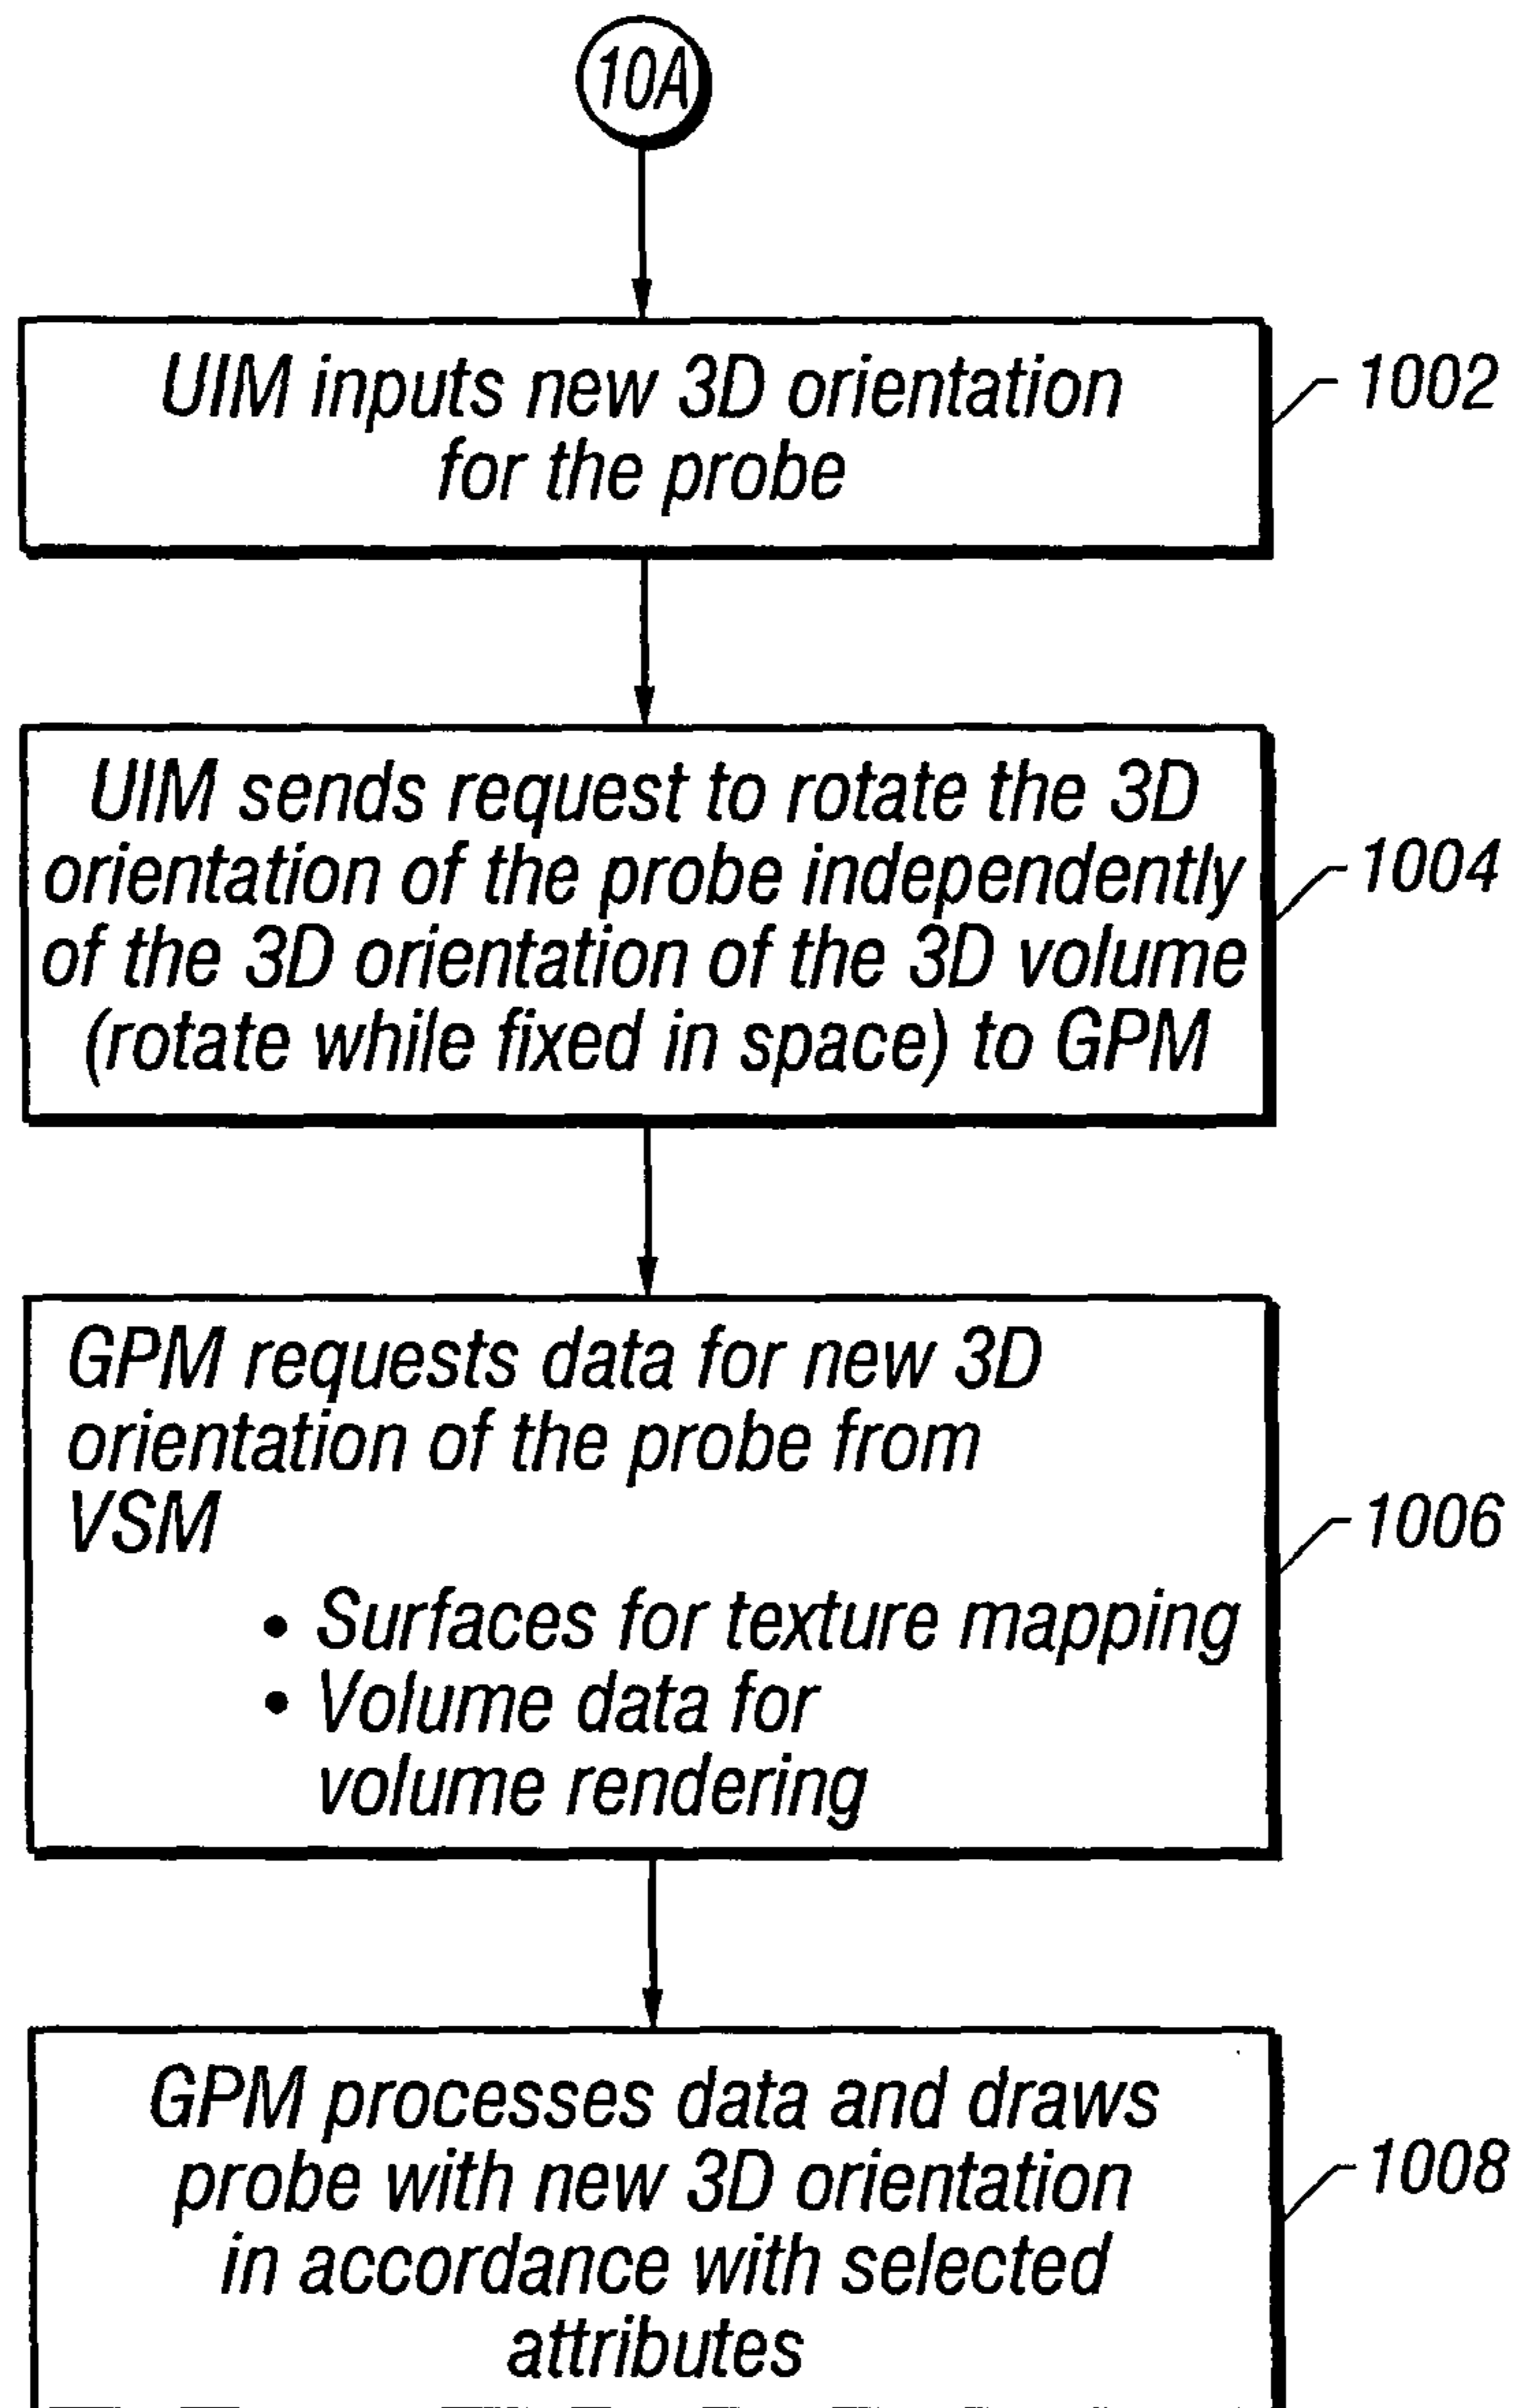 10A
UIM inputs new 3D orientation
for the probe
1002
UIM sends request to rotate the 3D
orientation of the probe independently
of the 3D orientation of the 3D volume
(rotate while fixed in space) to GPM
1004
GPM requests data for new 3D
orientation of the probe from
VSM
• Surfaces for texture mapping
• Volume data for
volume rendering
1006
GPM processes data and draws
probe with new 3D orientation
in accordance with selected
attributes
1008